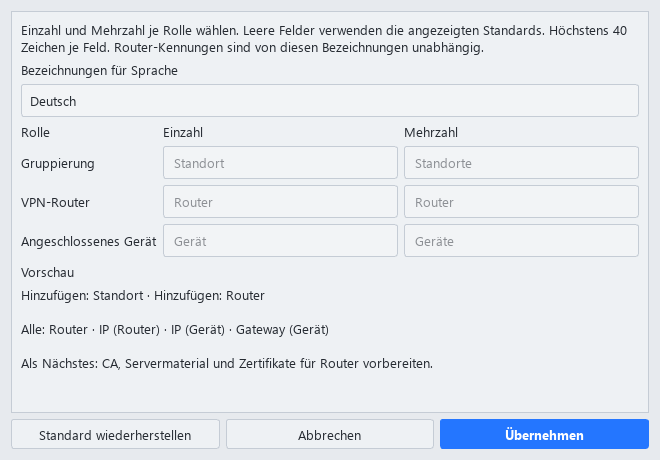 Einzahl und Mehrzahl je Rolle wählen. Leere Felder verwenden die angezeigten Standards. Höchstens 40
Zeichen je Feld. Router-Kennungen sind von diesen Bezeichnungen unabhängig.
Bezeichnungen für Sprache
Deutsch
Rolle Einzahl Mehrzahl
Gruppierung Standort Standorte
VPN-Router Router Router
Angeschlossenes Gerät Gerät Geräte
Vorschau
Hinzufügen: Standort · Hinzufügen: Router
Alle: Router · IP (Router) · IP (Gerät) · Gateway (Gerät)
Als Nächstes: CA, Servermaterial und Zertifikate für Router vorbereiten.
Standard wiederherstellen Abbrechen Übernehmen